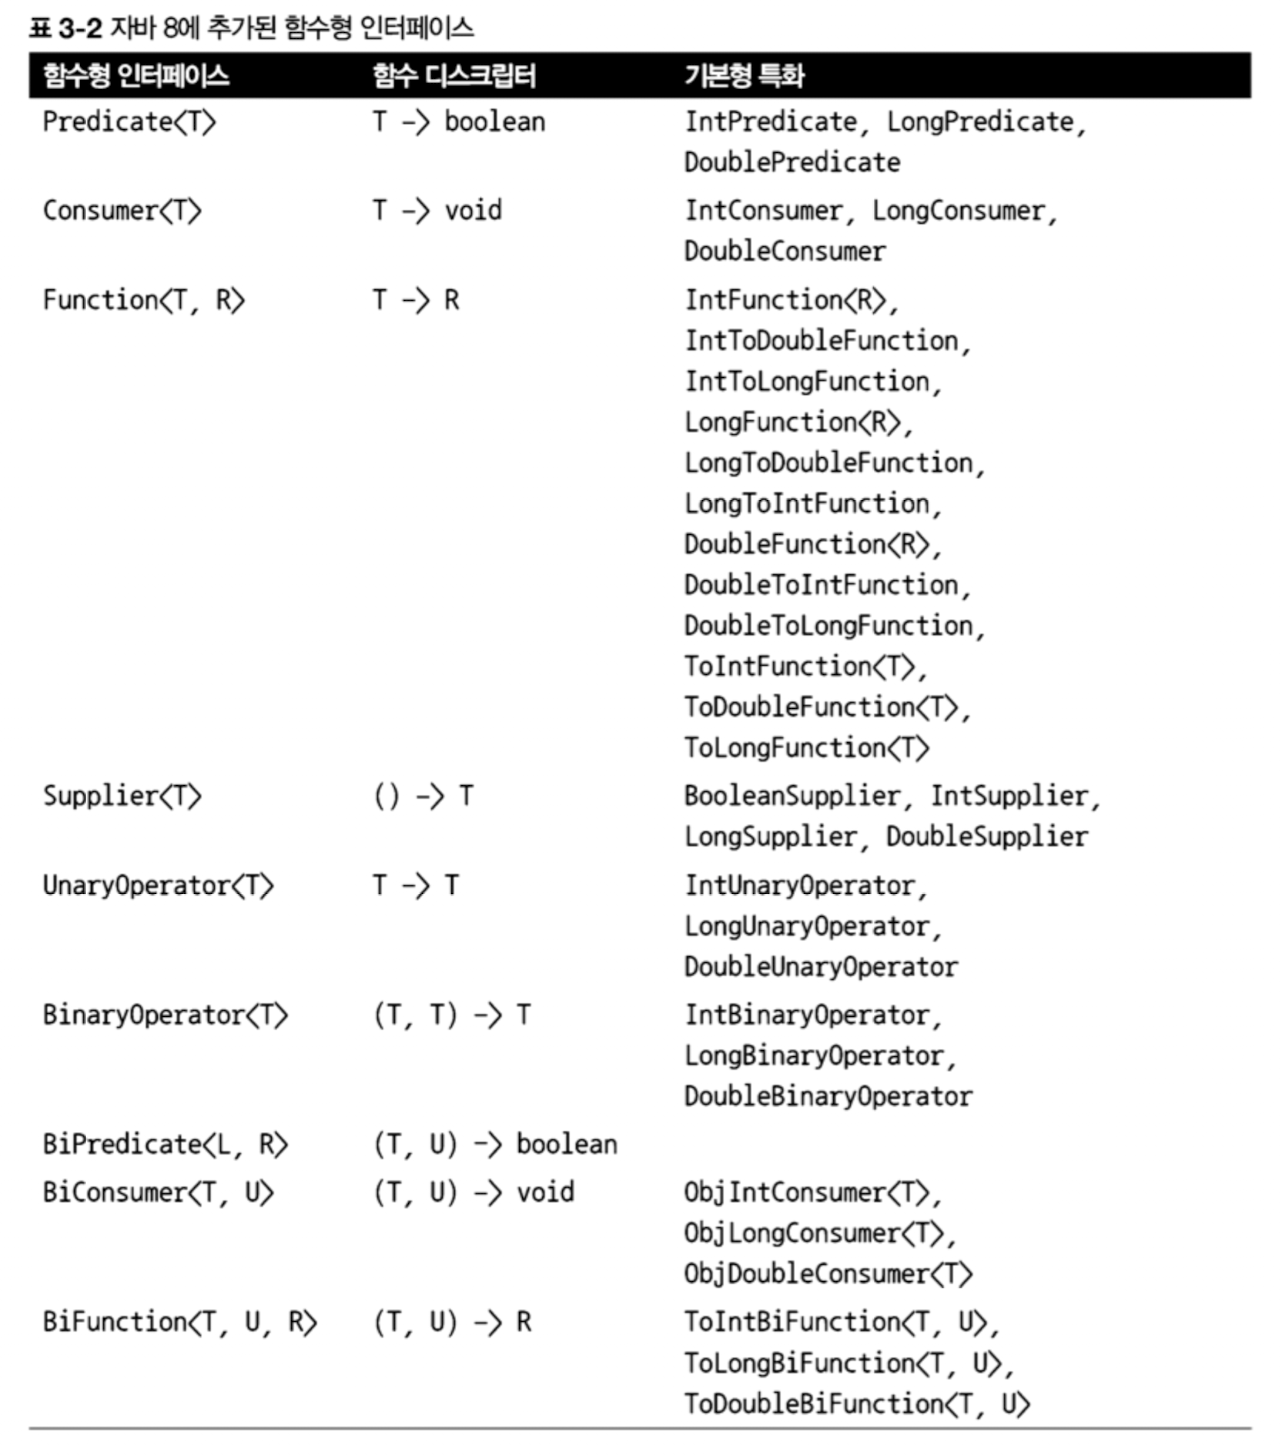 표 3-2 자바 8에 추가된 함수형 인터페이스
함수형 인터페이스 함수 디스크립터 기본형 특화
Predicate<T> T -> boolean IntPredicate, LongPredicate,
DoublePredicate
Consumer<T> T -> void IntConsumer, LongConsumer,
DoubleConsumer
Function<T, R> T -> R IntFunction<R>,
IntToDoubleFunction,
IntToLongFunction,
LongFunction<R>,
LongToDoubleFunction,
LongToIntFunction,
DoubleFunction<R>,
DoubleToIntFunction,
DoubleToLongFunction,
ToIntFunction<T>,
ToDoubleFunction<T>,
ToLongFunction<T>
Supplier<T> () -> T BooleanSupplier, IntSupplier,
LongSupplier, DoubleSupplier
UnaryOperator<T> T -> T IntUnaryOperator,
LongUnaryOperator,
DoubleUnaryOperator
BinaryOperator<T> (T, T) -> T IntBinaryOperator,
LongBinaryOperator,
DoubleBinaryOperator
BiPredicate<L, R> (T, U) -> boolean
BiConsumer<T, U> (T, U) -> void ObjIntConsumer<T>,
ObjLongConsumer<T>,
ObjDoubleConsumer<T>
BiFunction<T, U, R> (T, U) -> R ToIntBiFunction<T, U>,
ToLongBiFunction<T, U>,
ToDoubleBiFunction<T, U>